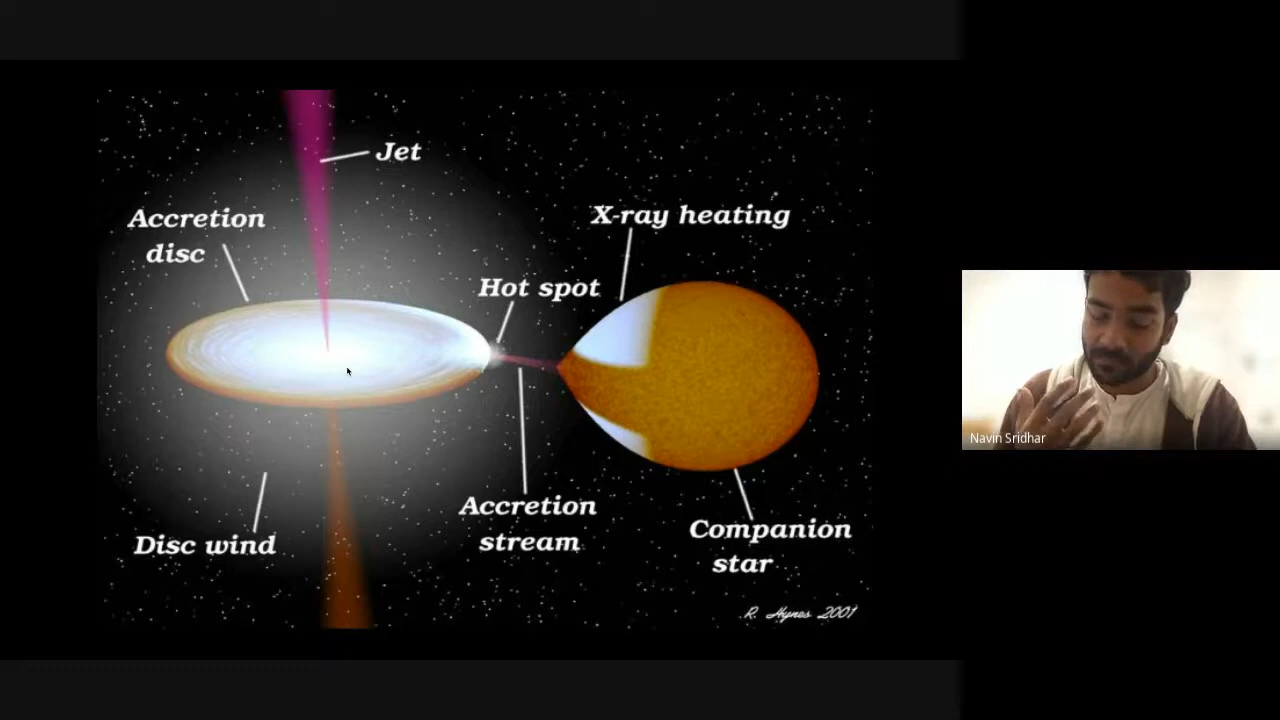 Jet
Accretion
disc
X-ray heating
Hot spot
Accretion
stream
Disc wind
Companion
star
R. Hynes 2001
Navin Sridhar